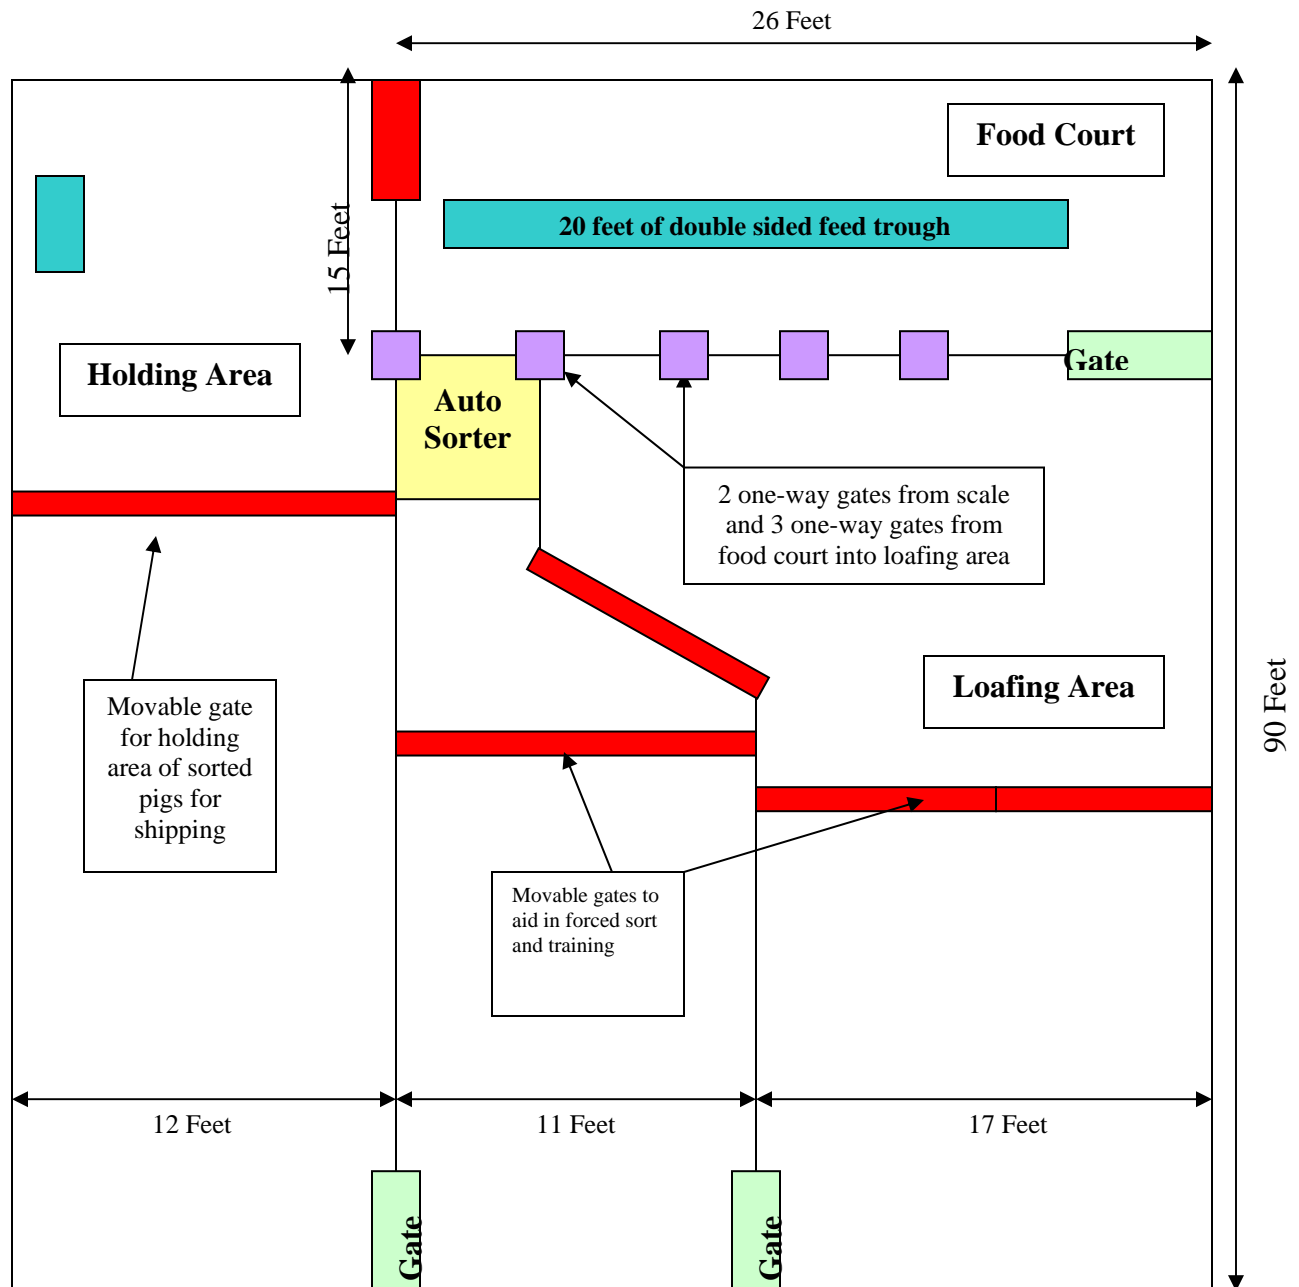 26 Feet
Food Court
15 Feet
20 feet of double sided feed trough
Holding Area
Gate
Auto
Sorter
2 one-way gates from scale
and 3 one-way gates from
food court into loafing area
Loafing Area
90 Feet
Movable gate
for holding
area of sorted
pigs for
shipping
Movable gates to
aid in forced sort
and training
12 Feet
11 Feet
17 Feet
Gate
Gate